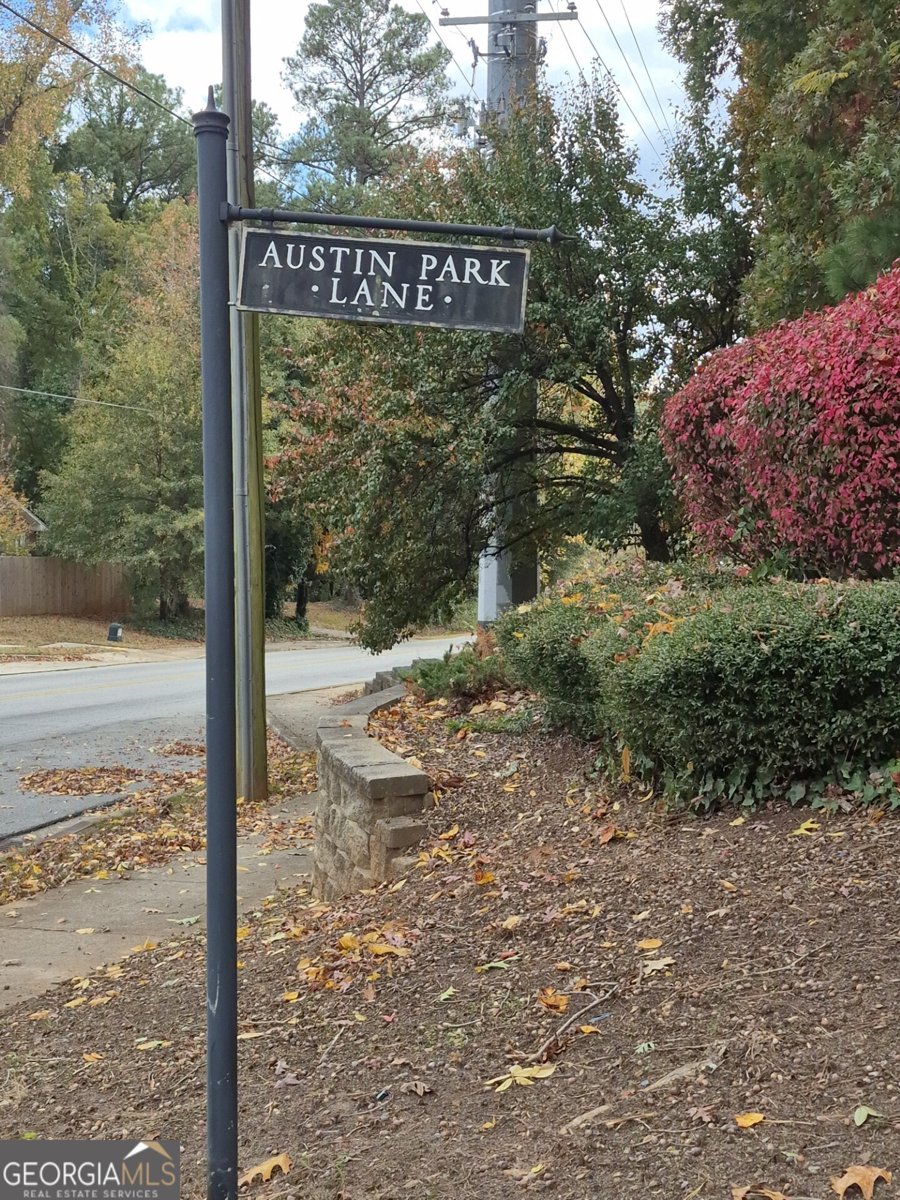 AUSTIN PARK
· LANE ·
GEORGIAMLS
REAL ESTATE SERVICES